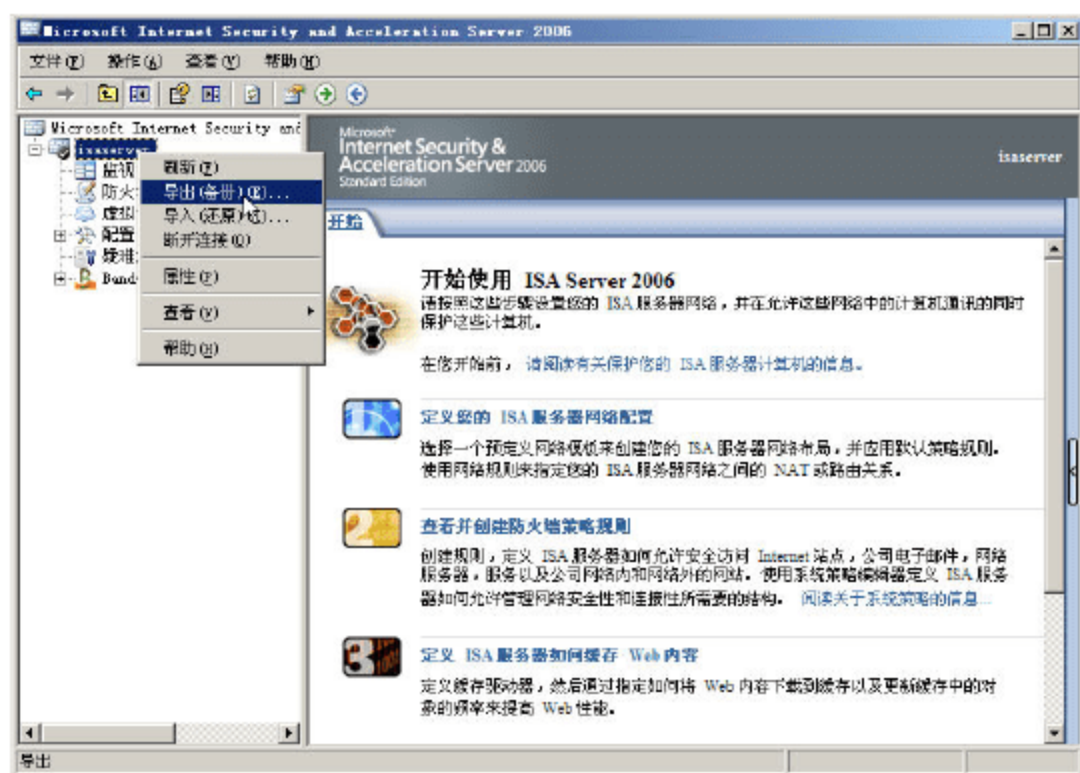 Microsoft Internet Security and Acceleration Server 2006
文件(F) 操作(A) 查看(V) 帮助(H)
Microsoft Internet Security and
isaserver
监视
防火
虚拟
配置
疑难
Band
刷新(F)
导出(备份)(E)...
导入(还原)(I)...
断开连接(Q)
属性(P)
查看(V)
帮助(H)
Microsoft
Internet Security &
Acceleration Server 2006
Standard Edition
isaserver
开始
开始使用 ISA Server 2006
请按照这些步骤设置您的 ISA 服务器网络，并在允许这些网络中的计算机通讯的同时
保护这些计算机。
在您开始前， 请阅读有关保护您的 ISA 服务器计算机的信息。
定义您的 ISA 服务器网络配置
选择一个预定义网络模板来创建您的 ISA 服务器网络布局，并应用默认策略规则。
使用网络规则来指定您的 ISA 服务器网络之间的 NAT 或路由关系。
2
查看并创建防火墙策略规则
创建规则，定义 ISA 服务器如何允许安全访问 Internet 站点，公司电子邮件，网络
服务器，服务以及公司网络内和网络外的网站。使用系统策略编辑器定义 ISA 服务
器如何允许管理网络安全性和连接性所需要的结构。 阅读关于系统策略的信息...
3
定义 ISA 服务器如何缓存 Web 内容
定义缓存驱动器，然后通过指定如何将 Web 内容下载到缓存以及更新缓存中的对
象的频率来提高 Web 性能。
导出